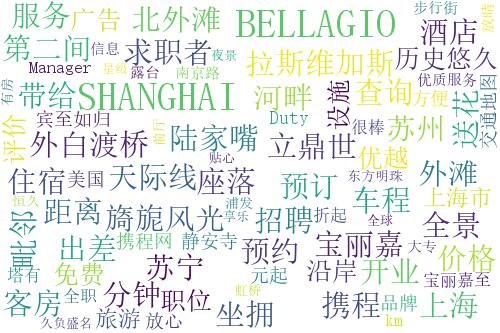 服务
广告
北外滩
BELLAGIO
步行街
放晴
第二间
信息
求职者
夜景
酒店
Manager
星级
露台
南京路
拉斯维加斯
历史悠久
有房
带给
SHANGHAI
河畔
设施
查询
优质服务
方便
交通地图
评价
宾至如归
Duty
很棒
苏州
送花
外白渡桥
陆家嘴
立鼎世
贴心
优越
住宿
美国
天际线
座落
预订
东方明珠
车程
外滩
恒久
上海市
毗邻
距离
旖旎风光
浦发
享乐
招聘
折起
全球
全景
出差
携程网
静安寺
预约
宝丽嘉
大专
价格
塔有
免费
苏宁
元起
沿岸
开业
宝丽嘉至
客房
全职
分钟
职位
虹桥
携程
品牌
上海
久负盛名
旅游
放心
坐拥
km